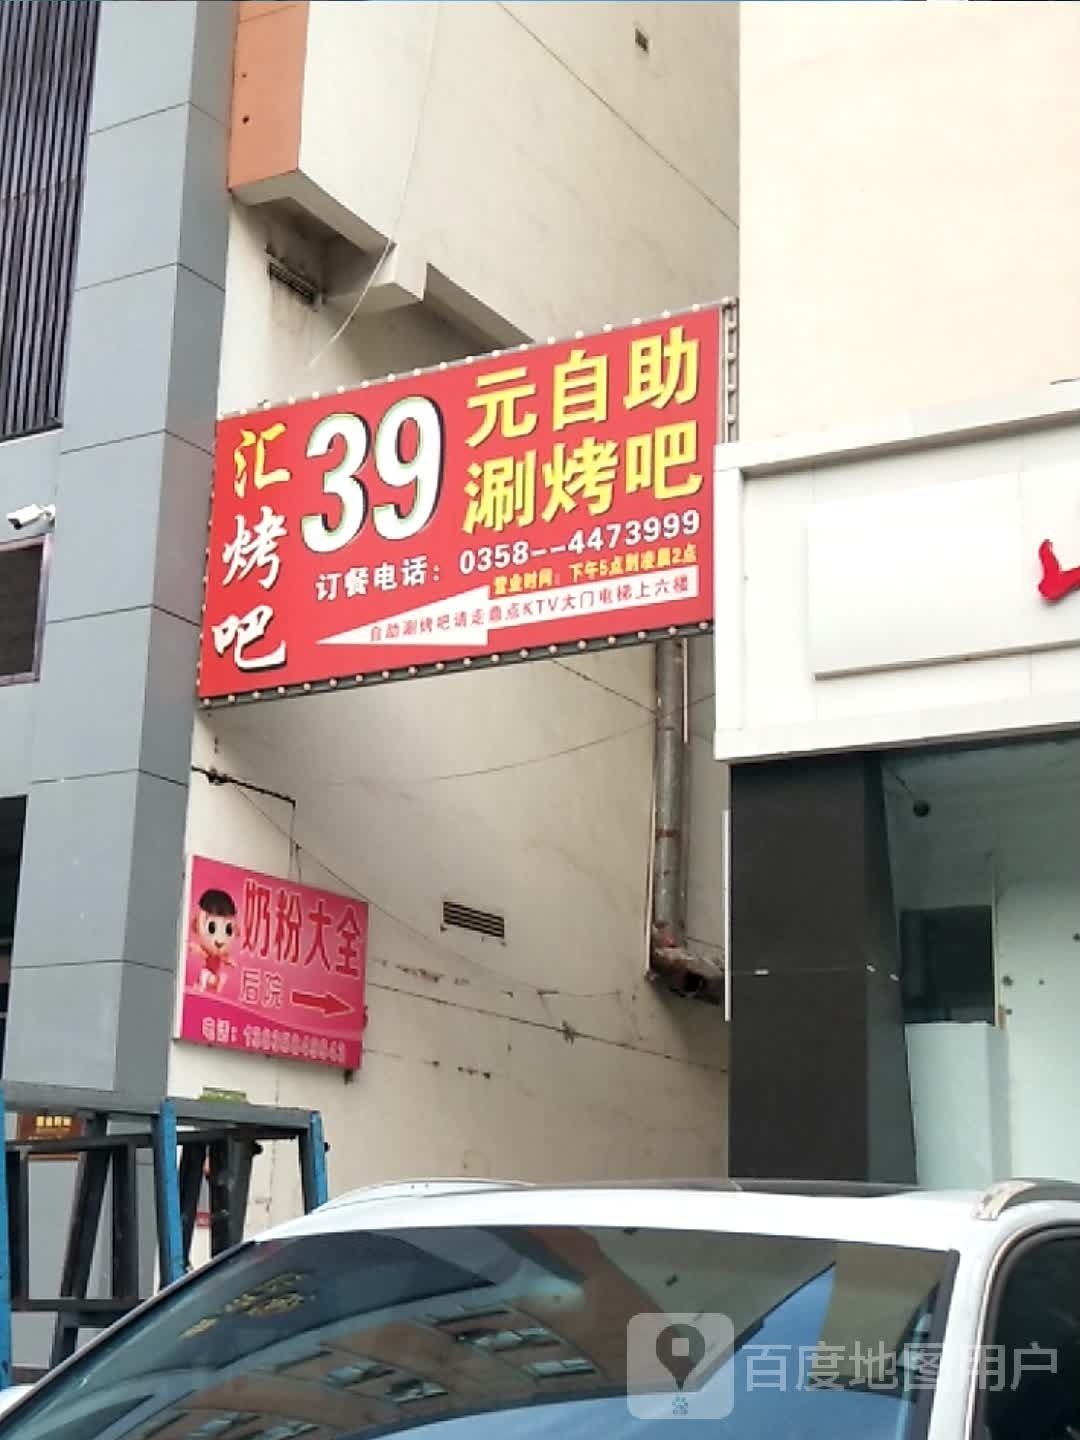 汇烤吧
39
元自助
涮烤吧
订餐电话：0358--4473999
营业时间：下午5点到凌晨2点
自助涮烤吧请走鼎点KTV大门电梯上六楼
奶粉大全
后院
电话：
百度地图用户